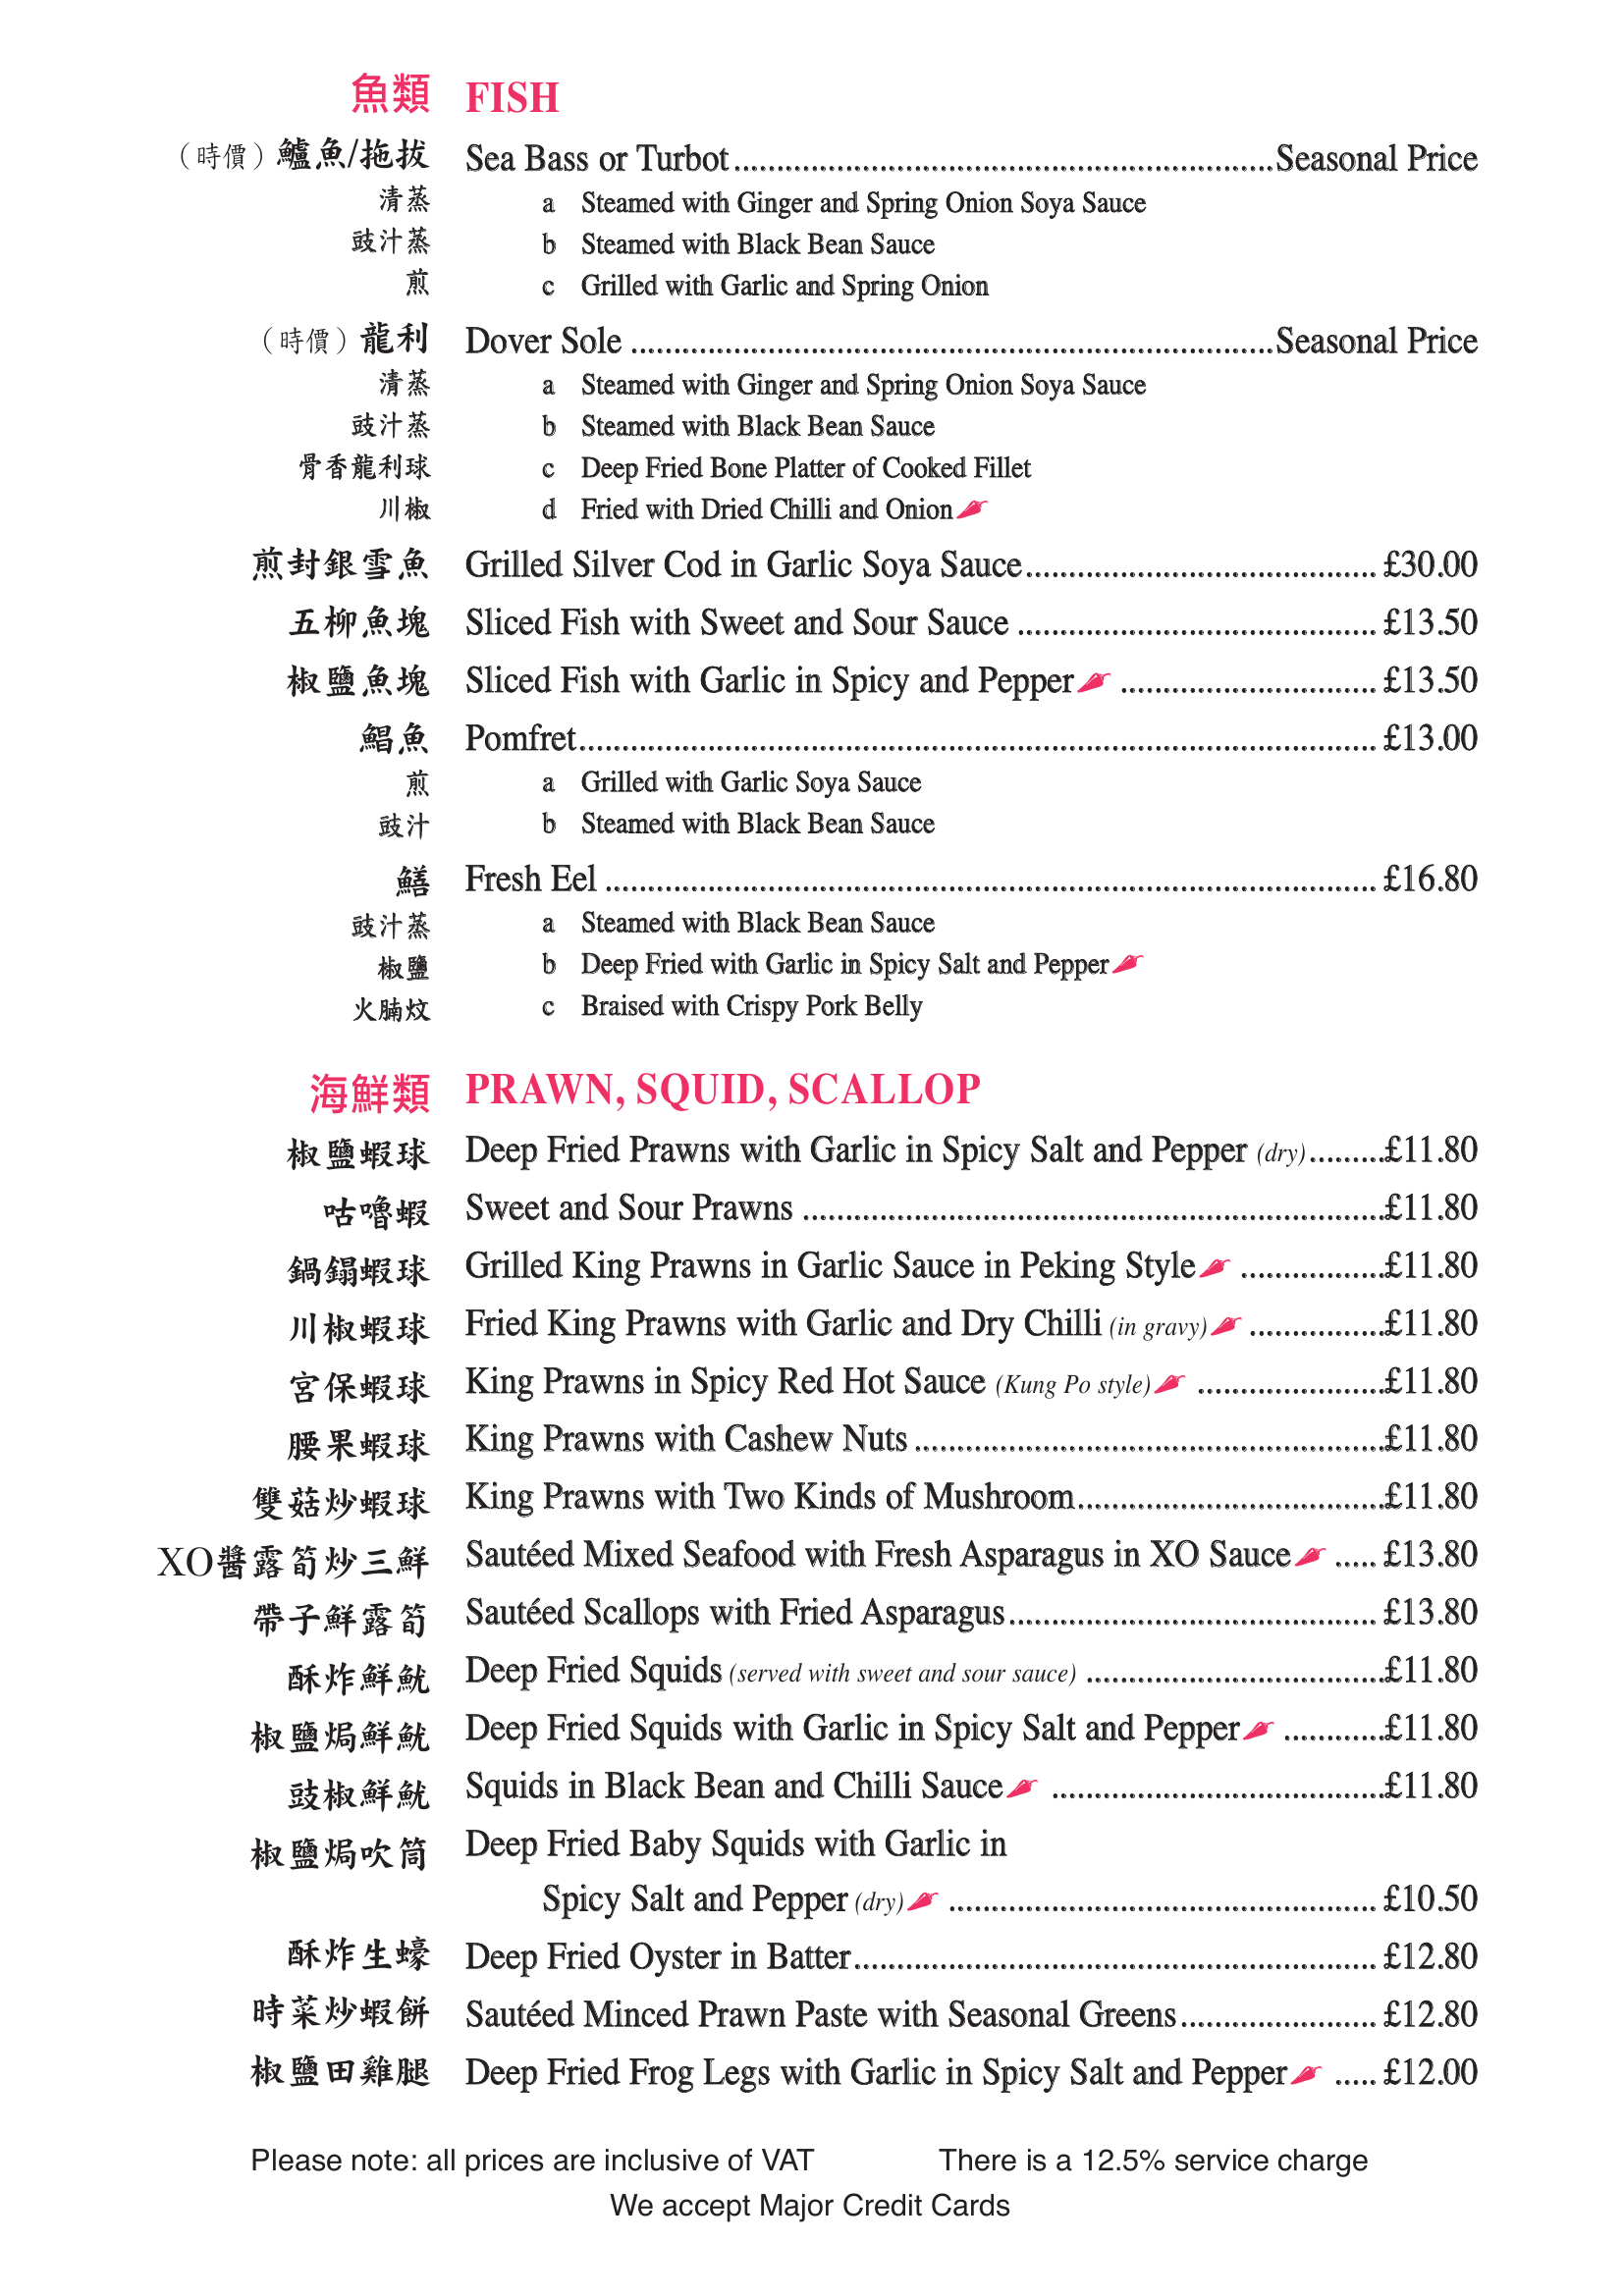 魚類 FISH
（時價）鱸魚/拖拔 Sea Bass or Turbot Seasonal Price
清蒸 a Steamed with Ginger and Spring Onion Soya Sauce
豉汁蒸 b Steamed with Black Bean Sauce
煎 c Grilled with Garlic and Spring Onion
（時價）龍利 Dover Sole Seasonal Price
清蒸 a Steamed with Ginger and Spring Onion Soya Sauce
豉汁蒸 b Steamed with Black Bean Sauce
骨香龍利球 c Deep Fried Bone Platter of Cooked Fillet
川椒 d Fried with Dried Chilli and Onion
煎封銀雪魚 Grilled Silver Cod in Garlic Soya Sauce £30.00
五柳魚塊 Sliced Fish with Sweet and Sour Sauce £13.50
椒鹽魚塊 Sliced Fish with Garlic in Spicy and Pepper £13.50
鯧魚 Pomfret £13.00
煎 a Grilled with Garlic Soya Sauce
豉汁 b Steamed with Black Bean Sauce
鱔 Fresh Eel £16.80
豉汁蒸 a Steamed with Black Bean Sauce
椒鹽 b Deep Fried with Garlic in Spicy Salt and Pepper
火腩炆 c Braised with Crispy Pork Belly
海鮮類 PRAWN, SQUID, SCALLOP
椒鹽蝦球 Deep Fried Prawns with Garlic in Spicy Salt and Pepper (dry) £11.80
咕嚕蝦 Sweet and Sour Prawns £11.80
鍋鎉蝦球 Grilled King Prawns in Garlic Sauce in Peking Style £11.80
川椒蝦球 Fried King Prawns with Garlic and Dry Chilli (in gravy) £11.80
宮保蝦球 King Prawns in Spicy Red Hot Sauce (Kung Po style) £11.80
腰果蝦球 King Prawns with Cashew Nuts £11.80
雙菇炒蝦球 King Prawns with Two Kinds of Mushroom £11.80
XO醬露筍炒三鮮 Sautéed Mixed Seafood with Fresh Asparagus in XO Sauce £13.80
帶子鮮露筍 Sautéed Scallops with Fried Asparagus £13.80
酥炸鮮魷 Deep Fried Squids (served with sweet and sour sauce) £11.80
椒鹽焗鮮魷 Deep Fried Squids with Garlic in Spicy Salt and Pepper £11.80
豉椒鮮魷 Squids in Black Bean and Chilli Sauce £11.80
椒鹽焗吹筒 Deep Fried Baby Squids with Garlic in
Spicy Salt and Pepper (dry) £10.50
酥炸生蠔 Deep Fried Oyster in Batter £12.80
時菜炒蝦餅 Sautéed Minced Prawn Paste with Seasonal Greens £12.80
椒鹽田雞腿 Deep Fried Frog Legs with Garlic in Spicy Salt and Pepper £12.00
Please note: all prices are inclusive of VAT There is a 12.5% service charge
We accept Major Credit Cards